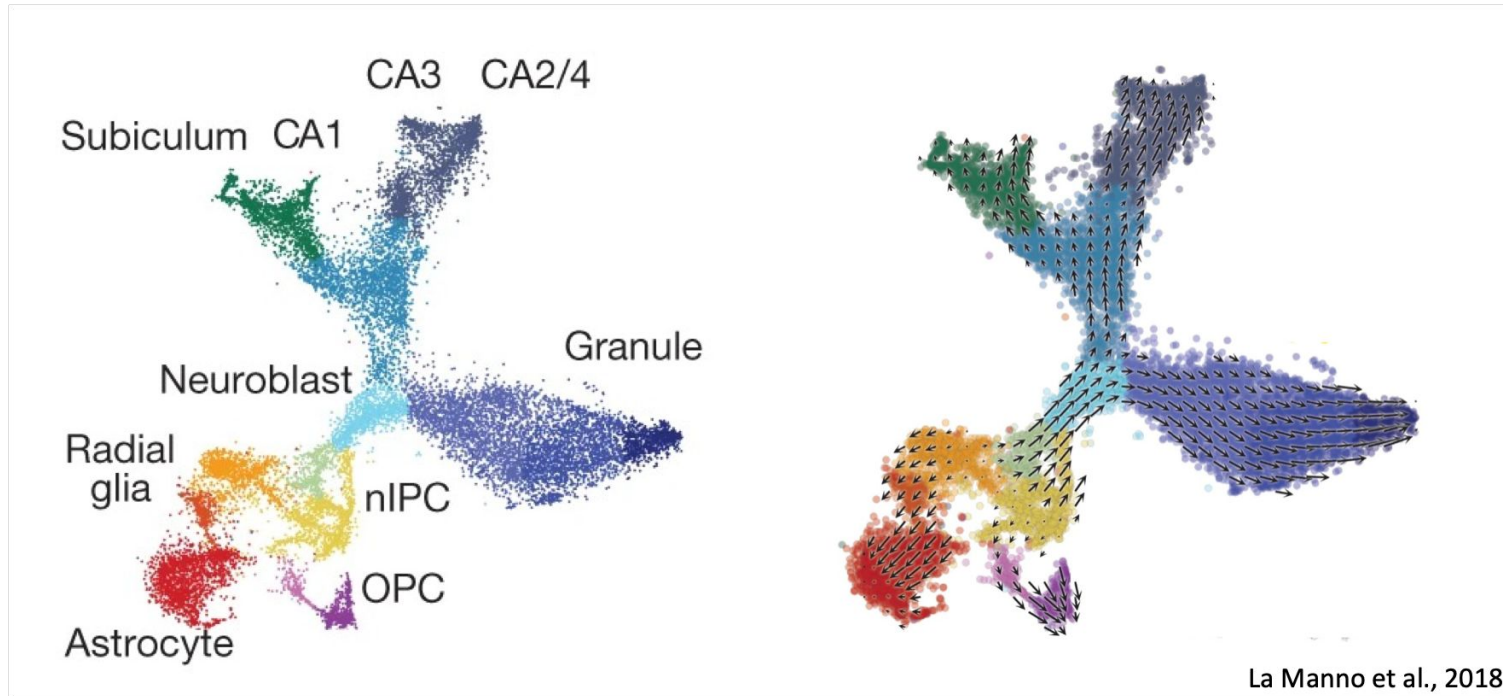 CA3 CA2/4
Subiculum CA1
Granule
Neuroblast
Radial
glia
nIPC
OPC
Astrocyte
La Manno et al., 2018